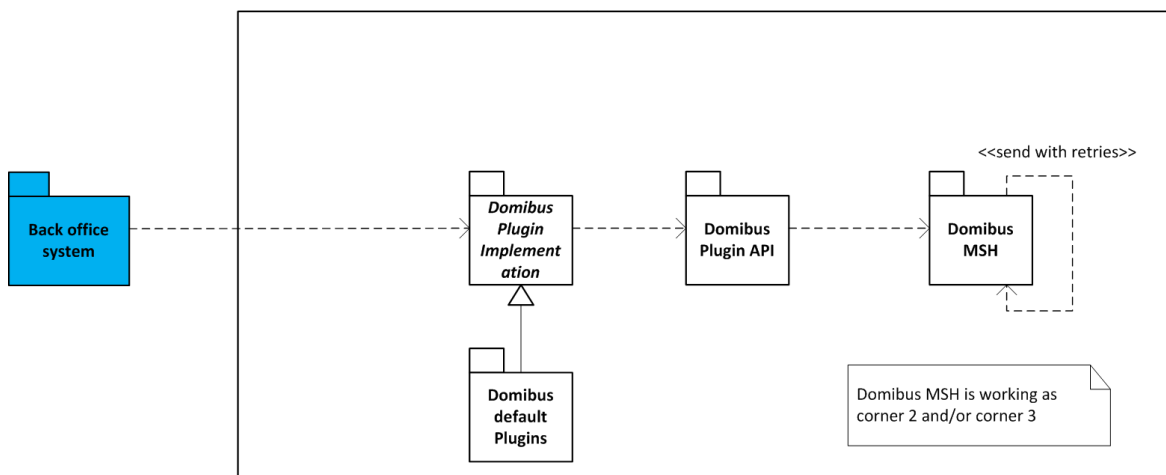 <<send with retries>>
Back office
system
Domibus
Plugin
Implement
ation
Domibus
Plugin API
Domibus
MSH
Domibus
default
Plugins
Domibus MSH is working as
corner 2 and/or corner 3